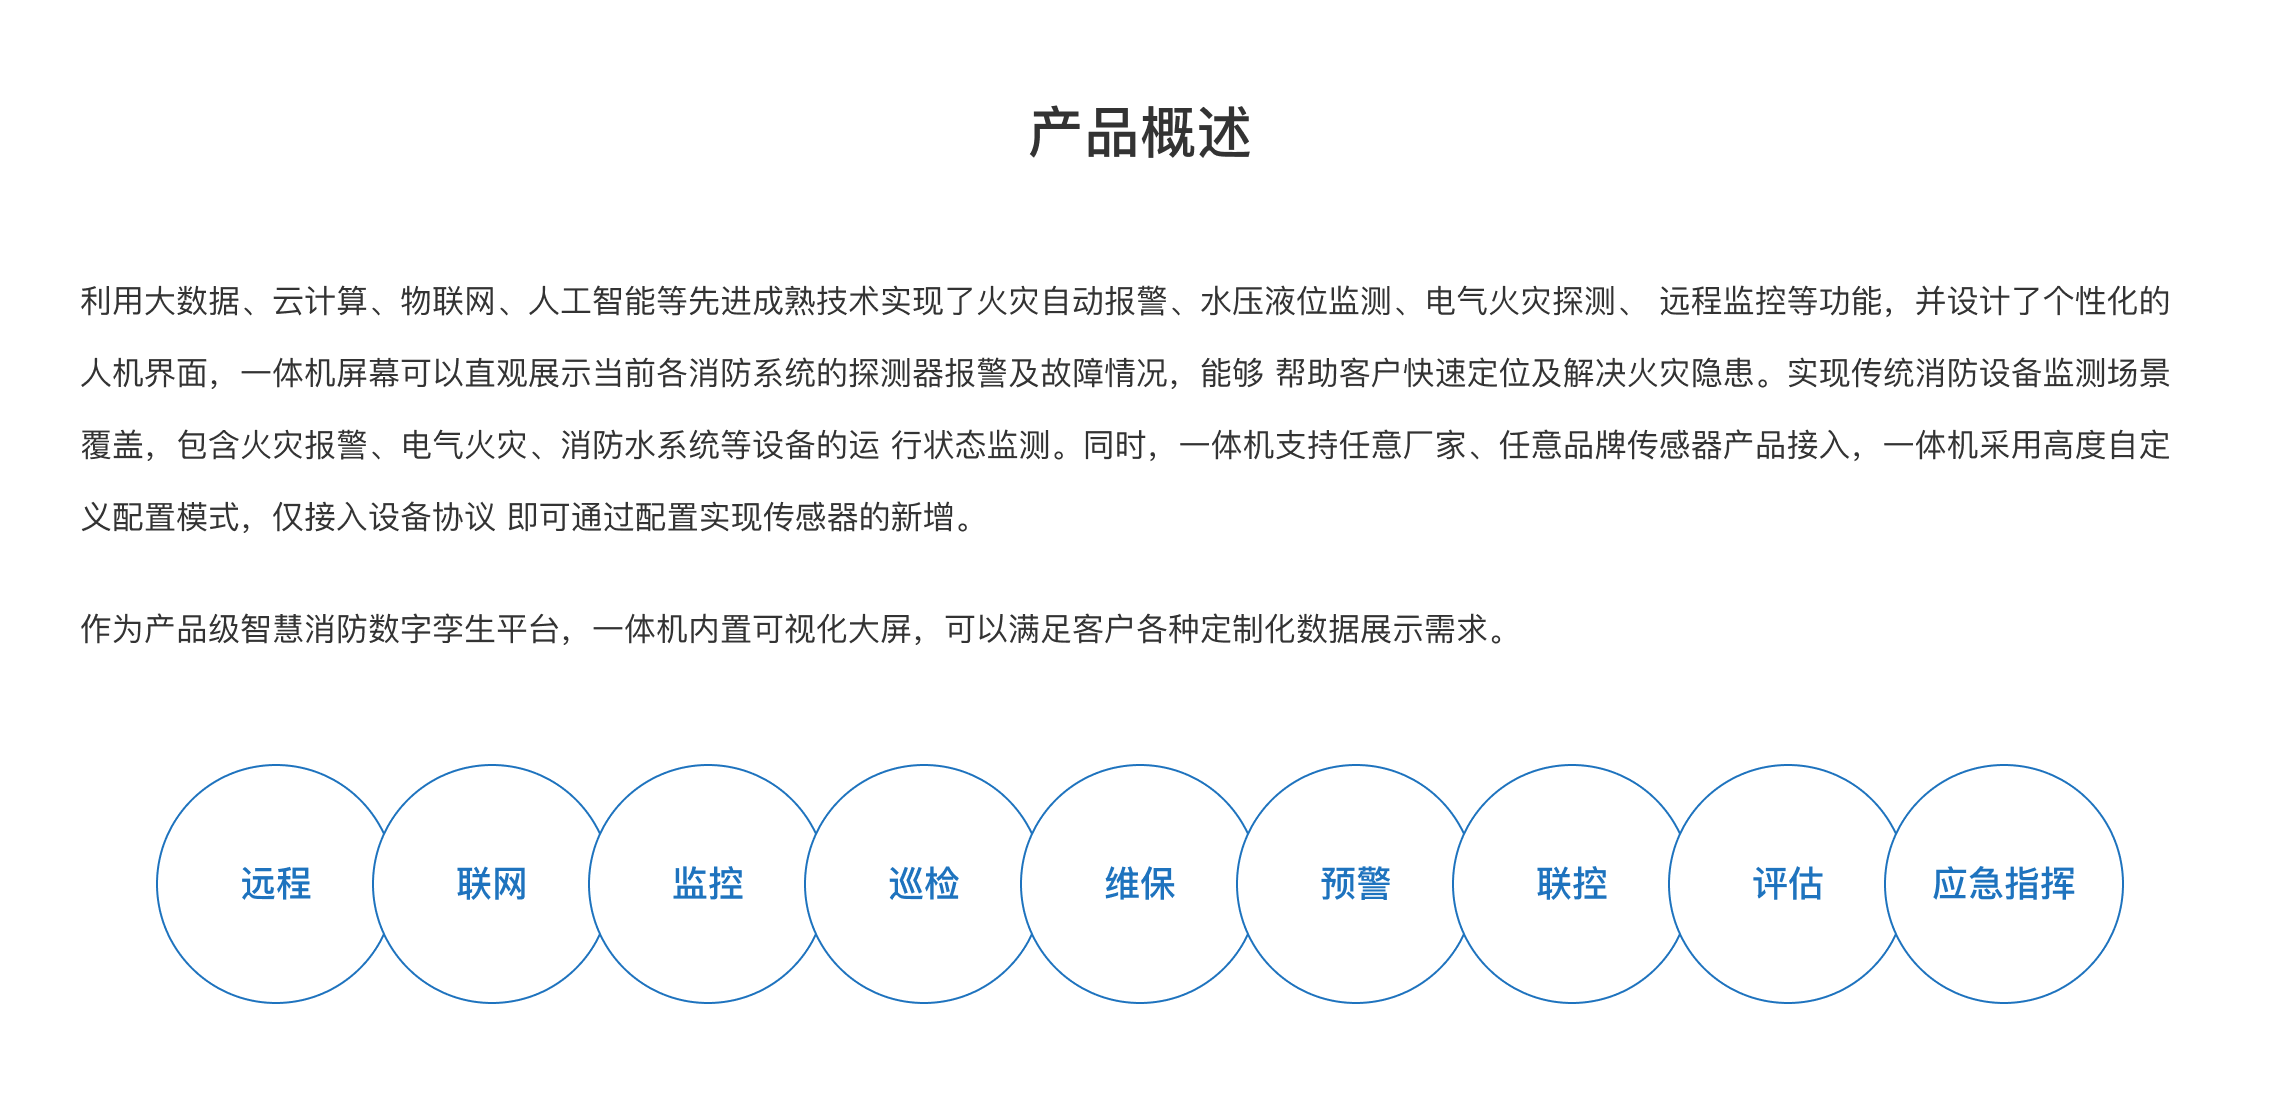 产品概述
利用大数据、云计算、物联网、人工智能等先进成熟技术实现了火灾自动报警、水压液位监测、电气火灾探测、 远程监控等功能，并设计了个性化的
人机界面，一体机屏幕可以直观展示当前各消防系统的探测器报警及故障情况，能够 帮助客户快速定位及解决火灾隐患。实现传统消防设备监测场景
覆盖，包含火灾报警、电气火灾、消防水系统等设备的运 行状态监测。同时，一体机支持任意厂家、任意品牌传感器产品接入，一体机采用高度自定
义配置模式，仅接入设备协议 即可通过配置实现传感器的新增。
作为产品级智慧消防数字孪生平台，一体机内置可视化大屏，可以满足客户各种定制化数据展示需求。
远程
联网
监控
巡检
维保
预警
联控
评估
应急指挥